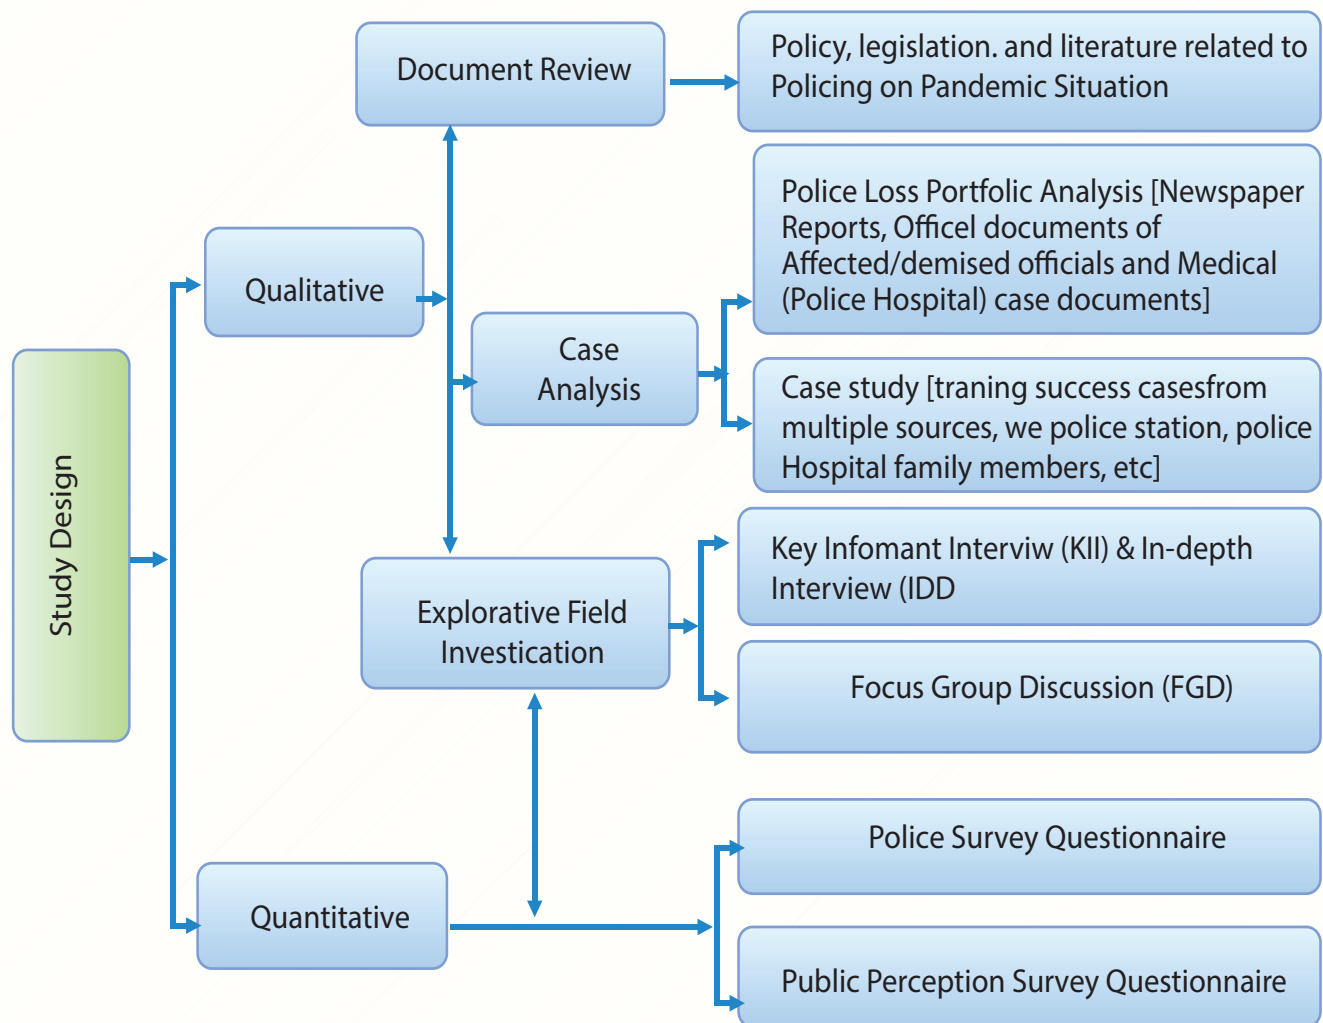 Document Review
Policy, legislation. and literature related to
Policing on Pandemic Situation
Police Loss Portfolic Analysis [Newspaper
Reports, Officel documents of
Affected/demised officials and Medical
(Police Hospital) case documents]
Qualitative
Case
Analysis
Case study [traning success casesfrom
multiple sources, we police station, police
Hospital family members, etc]
Study Design
Key Infomant Interviw (KII) & In-depth
Interview (IDD
Explorative Field
Investication
Focus Group Discussion (FGD)
Police Survey Questionnaire
Quantitative
Public Perception Survey Questionnaire